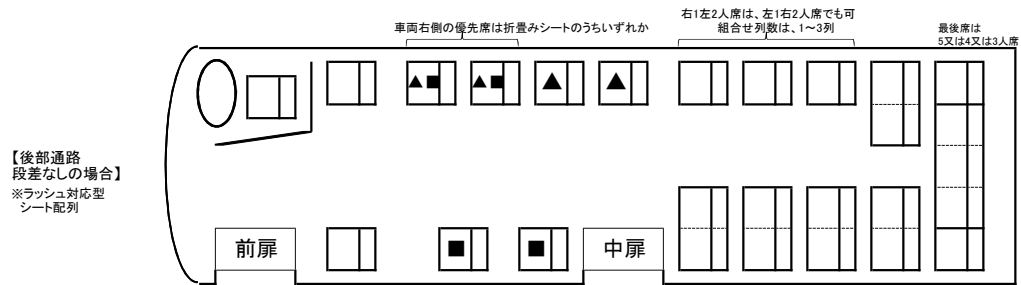 車両右側の優先席は折畳みシートのうちいずれか
右1左2人席は、左1右2人席でも可
組合せ列数は、1～3列
最後席は
5又は4又は3人席
【後部通路
段差なしの場合】
※ラッシュ対応型
シート配列
▲■
▲■
▲
▲
前扉
■
■
中扉